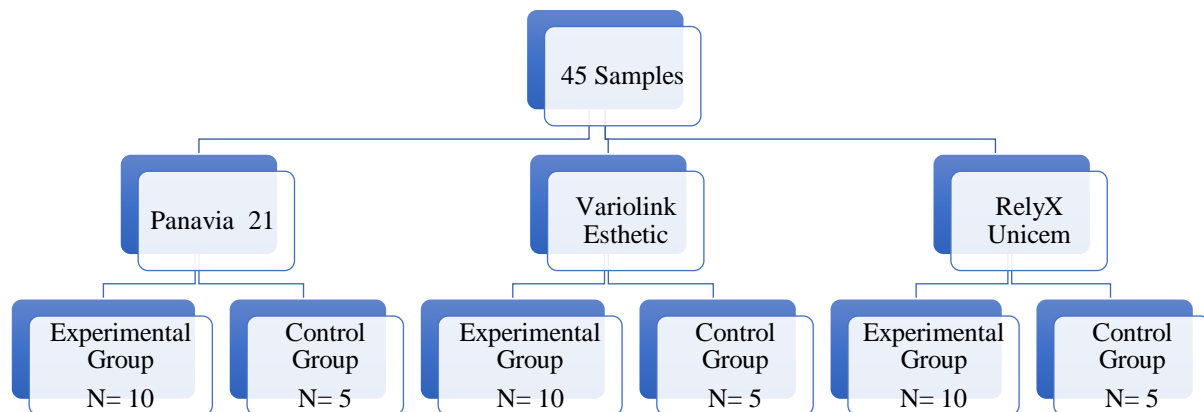 45 Samples
Panavia 21
Variolink
Esthetic
RelyX
Unicem
Experimental
Group
N= 10
Control
Group
N= 5
Experimental
Group
N= 10
Control
Group
N= 5
Experimental
Group
N= 10
Control
Group
N= 5